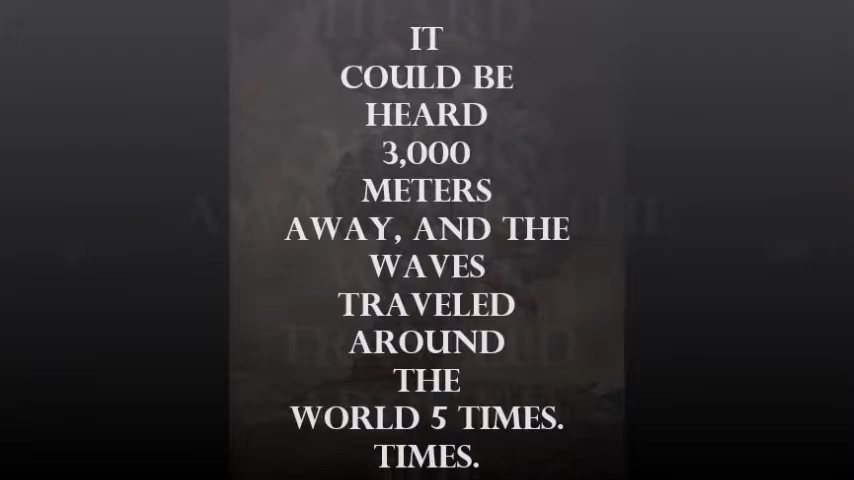 IT
COULD BE
HEARD
3,000
METERS
AWAY, AND THE
WAVES
TRAVELED
AROUND
THE
WORLD 5 TIMES.
TIMES.